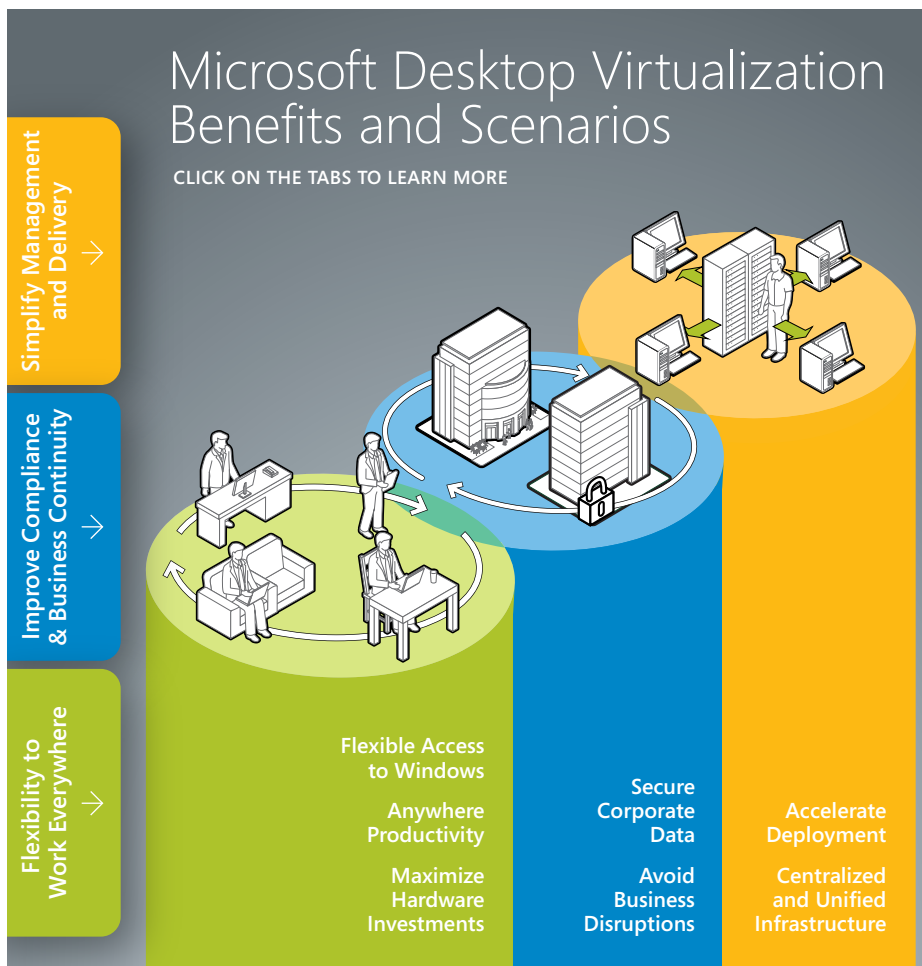 Microsoft Desktop Virtualization
Benefits and Scenarios
CLICK ON THE TABS TO LEARN MORE
Simplify Management
and Delivery
Improve Compliance
& Business Continuity
Flexibility to
Work Everywhere
Flexible Access
to Windows
Anywhere
Productivity
Maximize
Hardware
Investments
Secure
Corporate
Data
Avoid
Business
Disruptions
Accelerate
Deployment
Centralized
and Unified
Infrastructure